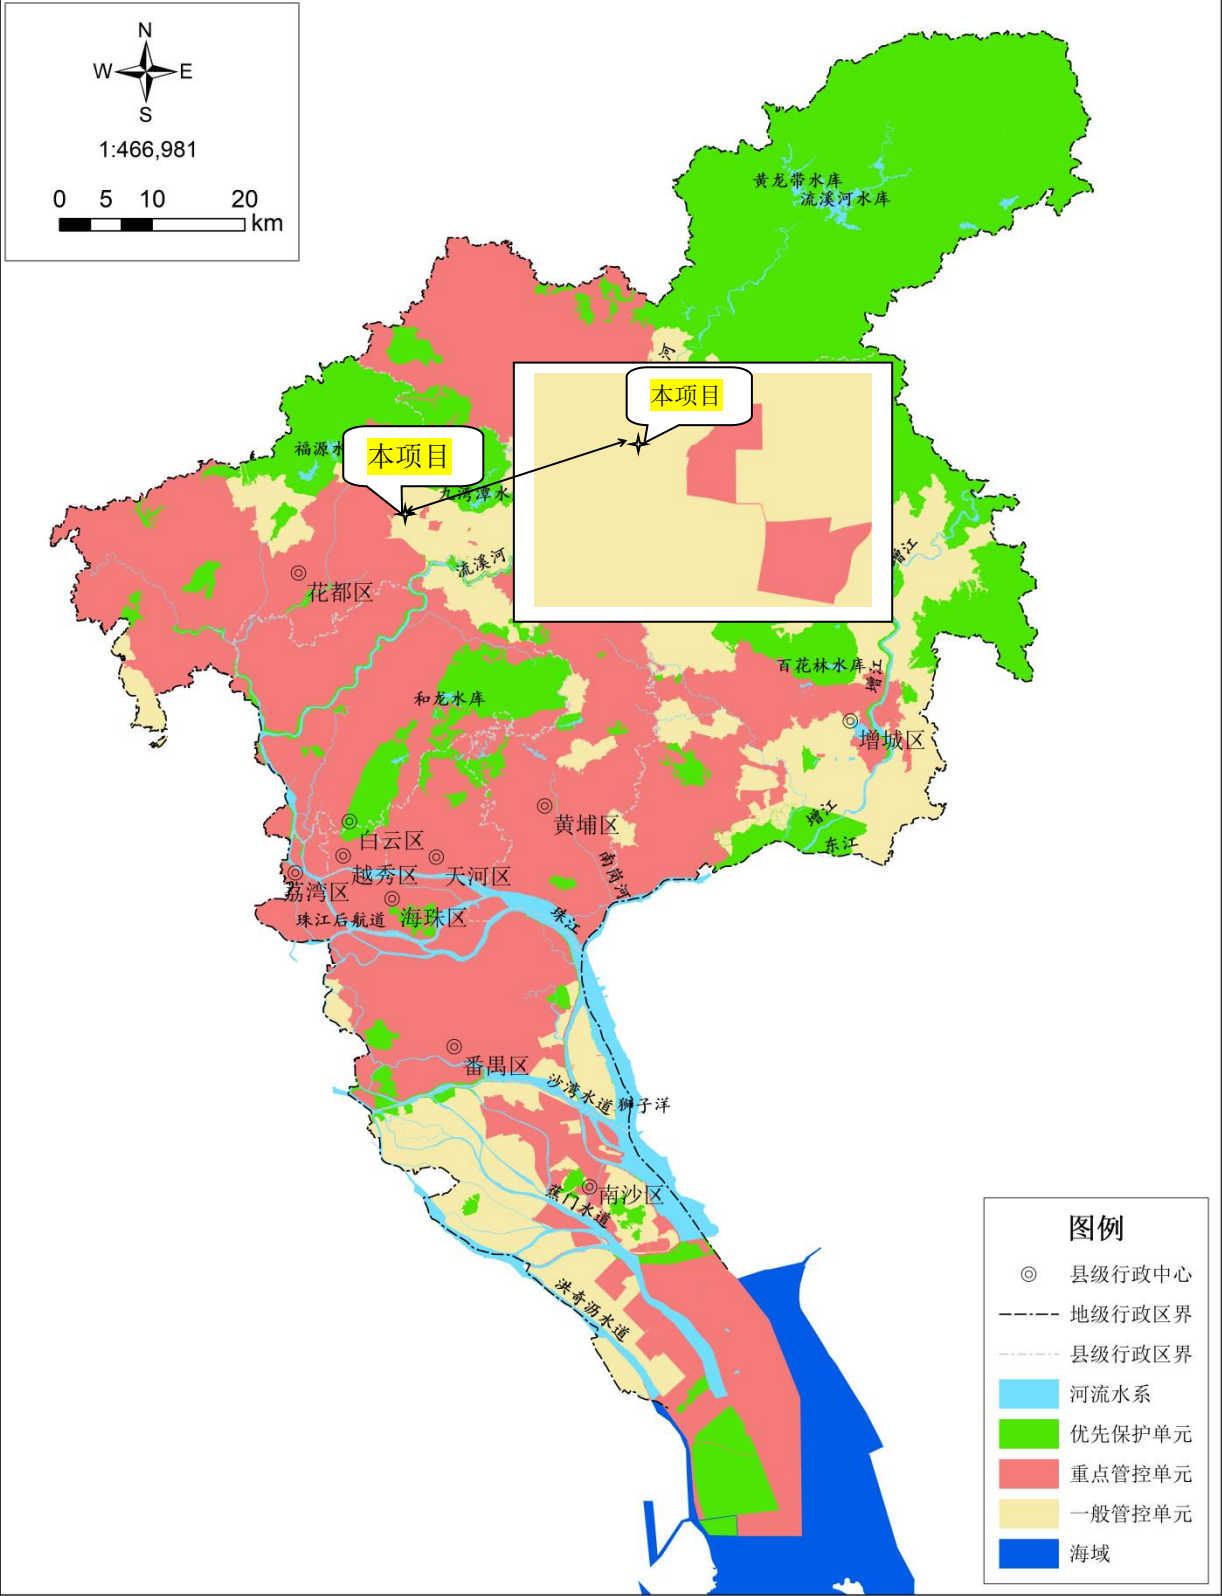 N
W
E
S
1:466,981
0 5 10 20
km
黄龙带水库
流溪河水库
河
本项目
本项目
福源水
九湾潭水
流溪河
增江
花都区
百花林水库
增江
和龙水库
增城区
增江
东江
黄埔区
白云区
越秀区
天河区
荔湾区
海珠区
南岗河
珠江后航道
珠江
番禺区
沙湾水道
狮子洋
南沙区
蕉门水道
洪奇沥水道
图例
县级行政中心
地级行政区界
县级行政区界
河流水系
优先保护单元
重点管控单元
一般管控单元
海域